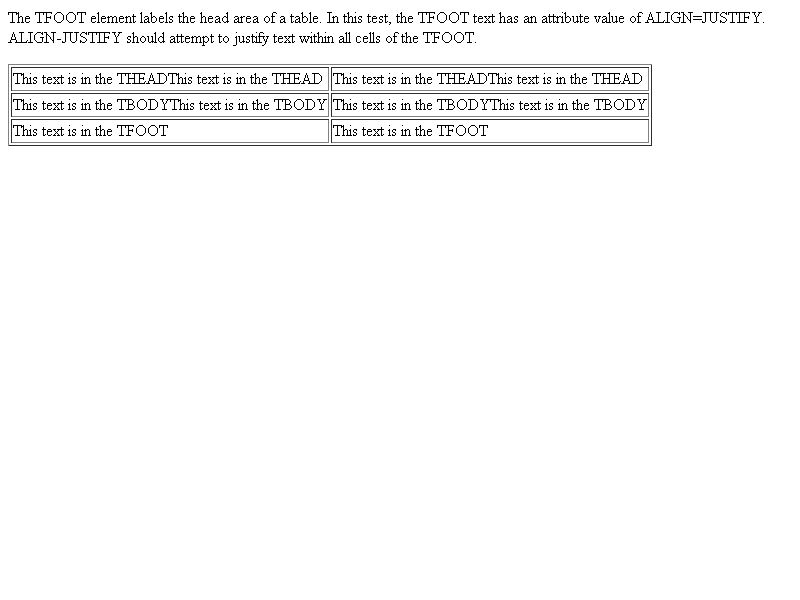 The TFOOT element labels the head area of a table. In this test, the TFOOT text has an attribute value of ALIGN=JUSTIFY.
ALIGN-JUSTIFY should attempt to justify text within all cells of the TFOOT.
This text is in the THEADThis text is in the THEAD This text is in the THEADThis text is in the THEAD
This text is in the TBODYThis text is in the TBODY This text is in the TBODYThis text is in the TBODY
This text is in the TFOOT This text is in the TFOOT